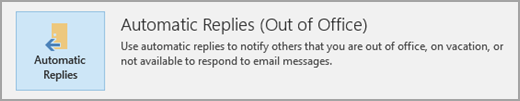 Automatic Replies (Out of Office)
Use automatic replies to notify others that you are out of office, on vacation, or
not available to respond to email messages.
Automatic
Replies